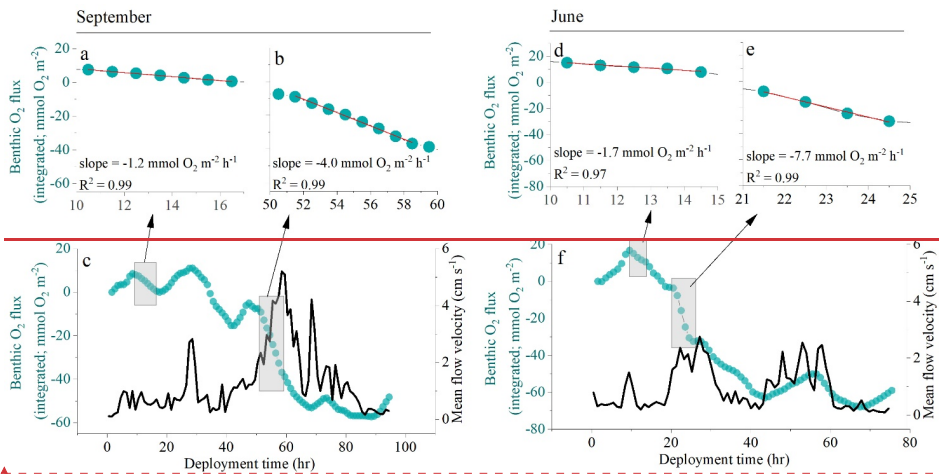 September
June
a
b
d
e
Benthic O2 flux
(integrated; mmol O2 m-2)
20
0
-20
-40
-60
slope = -1.2 mmol O2 m-2 h-1
R2 = 0.99
10 12 14 16
slope = -4.0 mmol O2 m-2 h-1
R2 = 0.99
50 52 54 56 58 60
Benthic O2 flux
(integrated; mmol O2 m-2)
20
0
-20
-40
-60
-80
slope = -1.7 mmol O2 m-2 h-1
R2 = 0.97
10 11 12 13 14 15
slope = -7.7 mmol O2 m-2 h-1
R2 = 0.99
21 22 23 24 25
c
Benthic O2 flux
(integrated; mmol O2 m-2)
20
0
-20
-40
-60
0 20 40 60 80 100
Deployment time (hr)
6
4
2
0
Mean flow velocity (cm s-1)
f
Benthic O2 flux
(integrated; mmol O2 m-2)
20
0
-20
-40
-60
-80
0 20 40 60 80
Deployment time (hr)
6
4
2
0
Mean flow velocity (cm s-1)